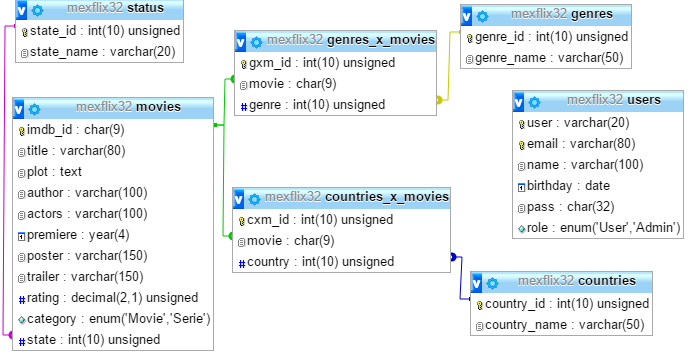 mexflix32 status
state_id : int(10) unsigned
state_name : varchar(20)
mexflix32 movies
imdb_id : char(9)
title : varchar(80)
plot : text
author : varchar(100)
actors : varchar(100)
premiere : year(4)
poster : varchar(150)
trailer : varchar(150)
rating : decimal(2,1) unsigned
category : enum('Movie','Serie')
state : int(10) unsigned
mexflix32 genres_x_movies
gxm_id : int(10) unsigned
movie : char(9)
genre : int(10) unsigned
mexflix32 countries_x_movies
cxm_id : int(10) unsigned
movie : char(9)
country : int(10) unsigned
mexflix32 genres
genre_id : int(10) unsigned
genre_name : varchar(50)
mexflix32 users
user : varchar(20)
email : varchar(80)
name : varchar(100)
birthday : date
pass : char(32)
role : enum('User','Admin')
mexflix32 countries
country_id : int(10) unsigned
country_name : varchar(50)